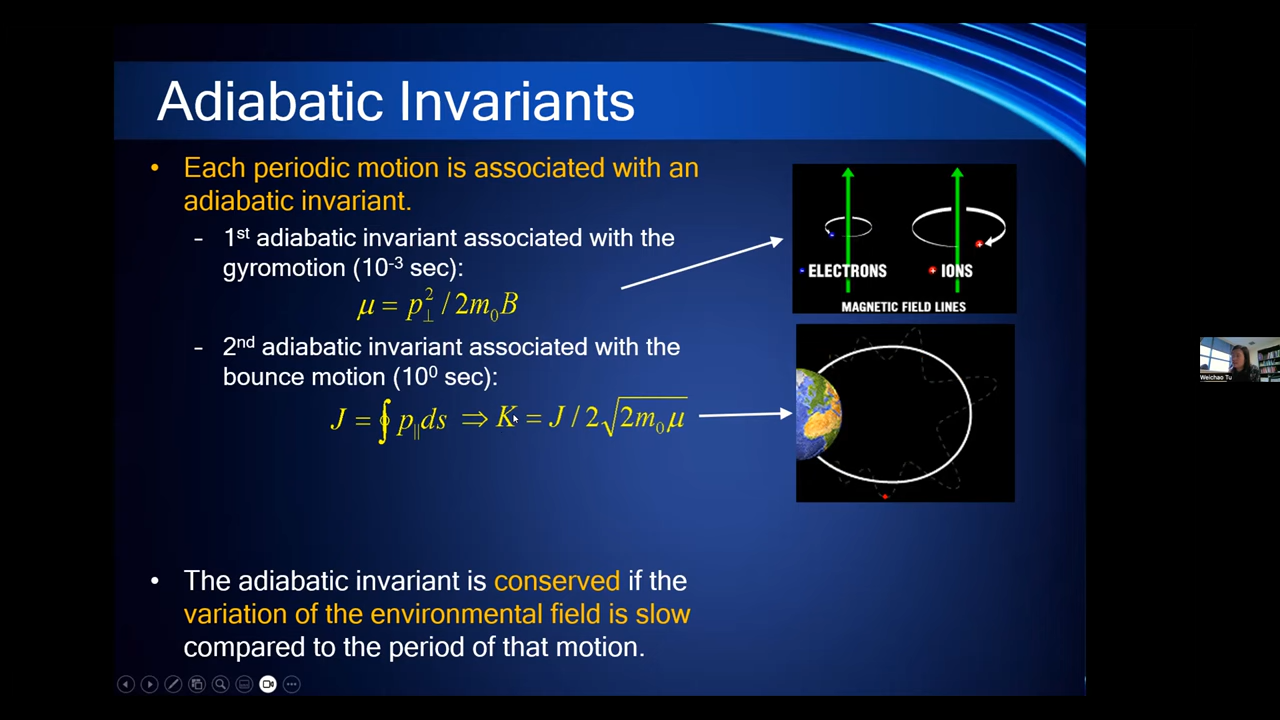 Adiabatic Invariants
• Each periodic motion is associated with an
adiabatic invariant.
- 1st adiabatic invariant associated with the
gyromotion (10-3 sec):
μ = p⊥2 / 2m0B
- 2nd adiabatic invariant associated with the
bounce motion (100 sec):
J = ∮ p||ds ⇒ K = J / 2√2m0μ
• The adiabatic invariant is conserved if the
variation of the environmental field is slow
compared to the period of that motion.
- ELECTRONS + IONS
MAGNETIC FIELD LINES
Weichao Tu